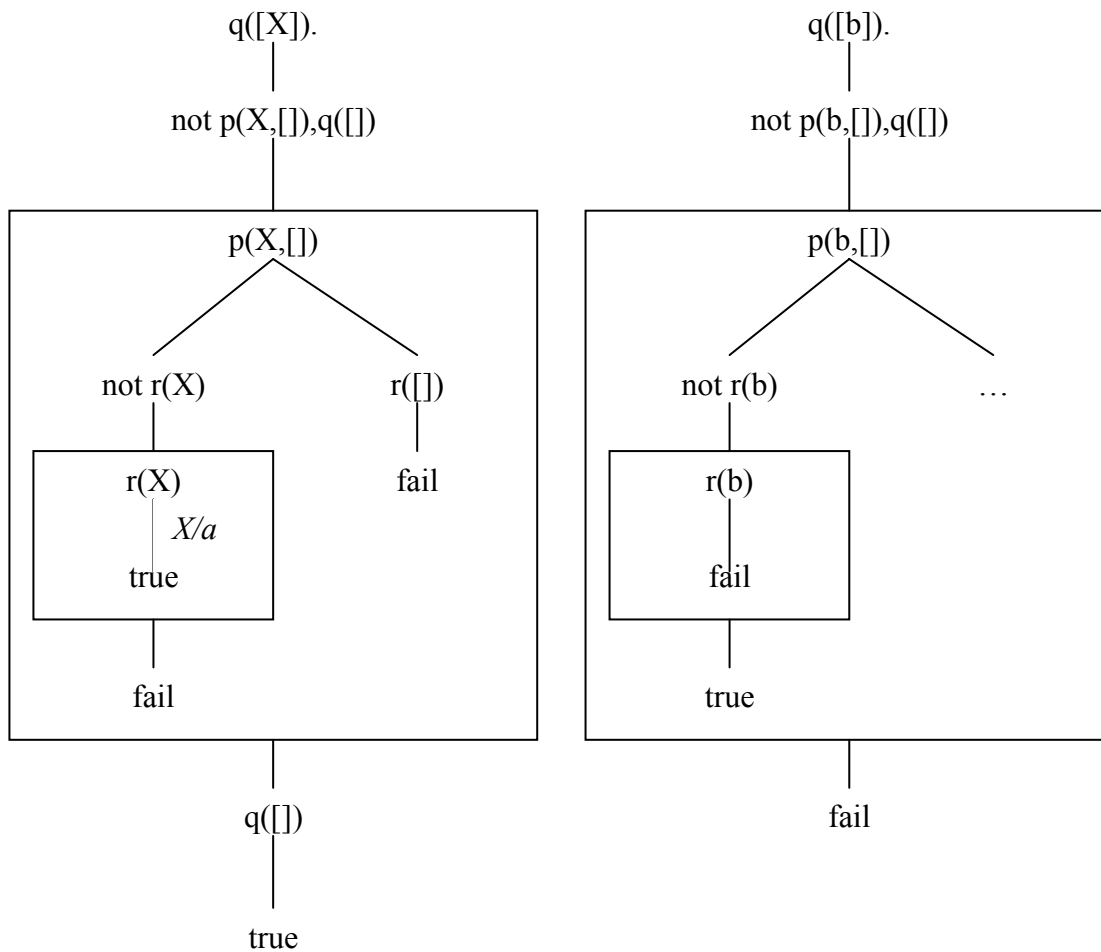 q([X]).
not p(X,[]),q([])
p(X,[])
not r(X)
r([])
r(X)
X/a
true
fail
fail
q([])
true
q([b]).
not p(b,[]),q([])
p(b,[])
not r(b)
…
r(b)
fail
true
fail